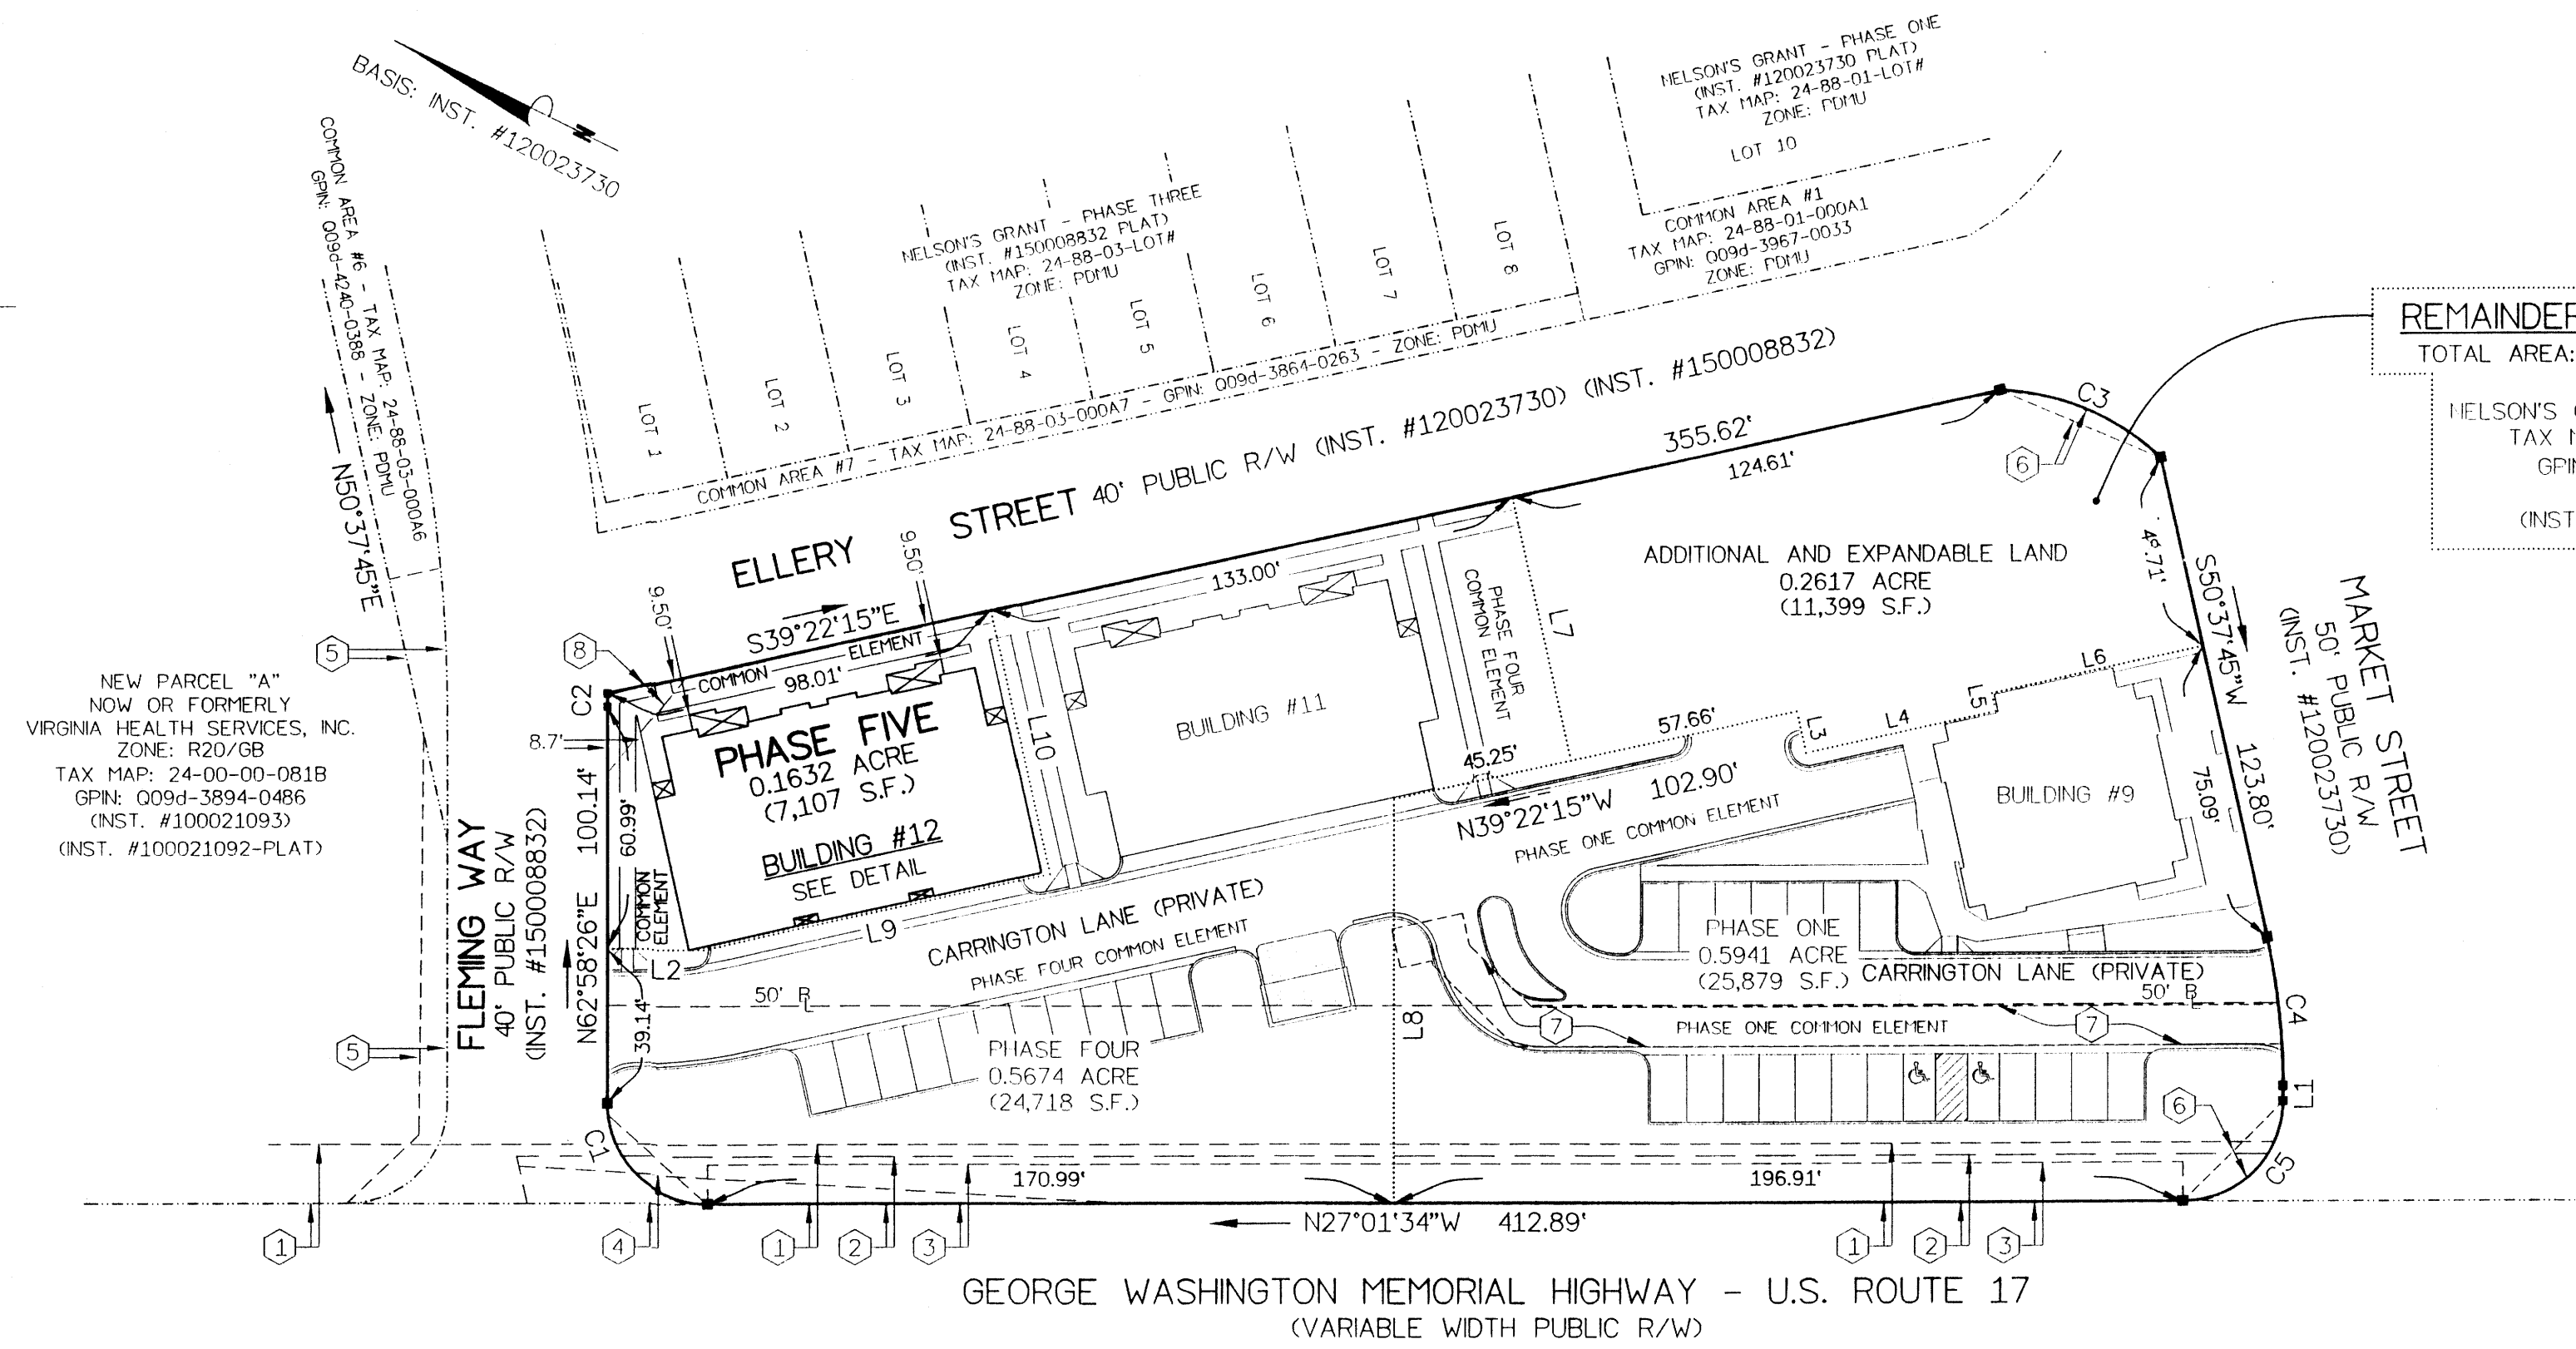 BASIS: INST. #120023730
N
COMMON AREA #6 - TAX MAP: 24-88-03-000A6
GPIN: Q09d-4240-0388 - ZONE: PDMU
N50°37'45"E
NELSON'S GRANT - PHASE THREE
(INST. #150008832 PLAT)
TAX MAP: 24-88-03-LOT#
ZONE: PDMU
NELSON'S GRANT - PHASE ONE
(INST. #120023730 PLAT)
TAX MAP: 24-88-01-LOT#
ZONE: PDMU
LOT 10
COMMON AREA #1
TAX MAP: 24-88-01-000A1
GPIN: Q09d-3967-0033
ZONE: PDMU
LOT 1
LOT 2
LOT 3
LOT 4
LOT 5
LOT 6
LOT 7
LOT 8
COMMON AREA #7 - TAX MAP: 24-88-03-000A7 - GPIN: Q09d-3864-0263 - ZONE: PDMU
ELLERY STREET 40' PUBLIC R/W (INST. #120023730) (INST. #150008832)
355.62'
124.61'
C3
6
REMAINDER
TOTAL AREA:
NELSON'S
TAX
(INST
S39°22'15"E
9.50'
9.50'
133.00'
COMMON ELEMENT
98.01'
8
C2
8.7'
5
NEW PARCEL "A"
NOW OR FORMERLY
VIRGINIA HEALTH SERVICES, INC.
ZONE: R20/GB
TAX MAP: 24-00-00-081B
GPIN: Q09d-3894-0486
(INST. #100021093)
(INST. #100021092-PLAT)
5
FLEMING WAY
40' PUBLIC R/W
(INST. #150008832)
N62°58'26"E 100.14'
60.99'
39.14'
COMMON
ELEMENT
PHASE FIVE
0.1632 ACRE
(7,107 S.F.)
BUILDING #12
SEE DETAIL
L10
L9
L2
BUILDING #11
PHASE FOUR
COMMON ELEMENT
L7
ADDITIONAL AND EXPANDABLE LAND
0.2617 ACRE
(11,399 S.F.)
S50°37'45"W 123.80'
75.09'
MARKET STREET
50' PUBLIC R/W
(INST. #120023730)
L6
L5
L4
L3
57.66'
45.25'
N39°22'15"W 102.90'
PHASE ONE COMMON ELEMENT
BUILDING #9
CARRINGTON LANE (PRIVATE)
PHASE FOUR COMMON ELEMENT
50' BL
PHASE FOUR
0.5674 ACRE
(24,718 S.F.)
L8
PHASE ONE
0.5941 ACRE
(25,879 S.F.)
CARRINGTON LANE (PRIVATE)
50' BL
PHASE ONE COMMON ELEMENT
7
7
C4
L1
6
C5
C1
170.99'
196.91'
N27°01'34"W 412.89'
1
4
1
2
3
1
2
3
GEORGE WASHINGTON MEMORIAL HIGHWAY - U.S. ROUTE 17
(VARIABLE WIDTH PUBLIC R/W)